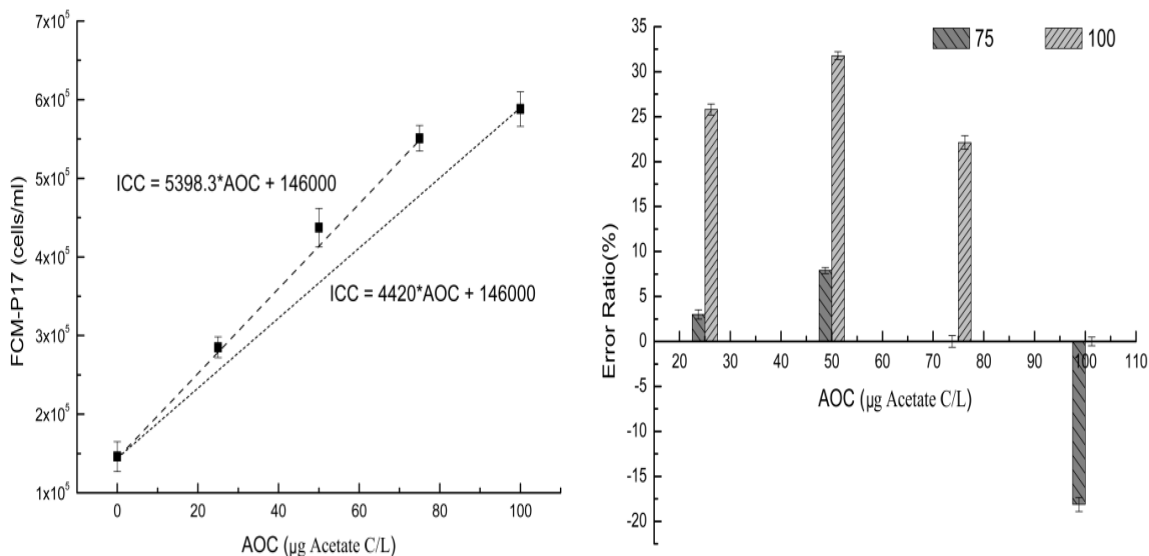 7x10⁵
6x10⁵
5x10⁵
4x10⁵
3x10⁵
2x10⁵
1x10⁵
FCM-P17 (cells/ml)
ICC = 5398.3*AOC + 146000
ICC = 4420*AOC + 146000
0 20 40 60 80 100
AOC (µg Acetate C/L)
75 100
35
30
25
20
15
10
5
0
-5
-10
-15
-20
Error Ratio(%)
20 30 40 50 60 70 80 90 100 110
AOC (µg Acetate C/L)